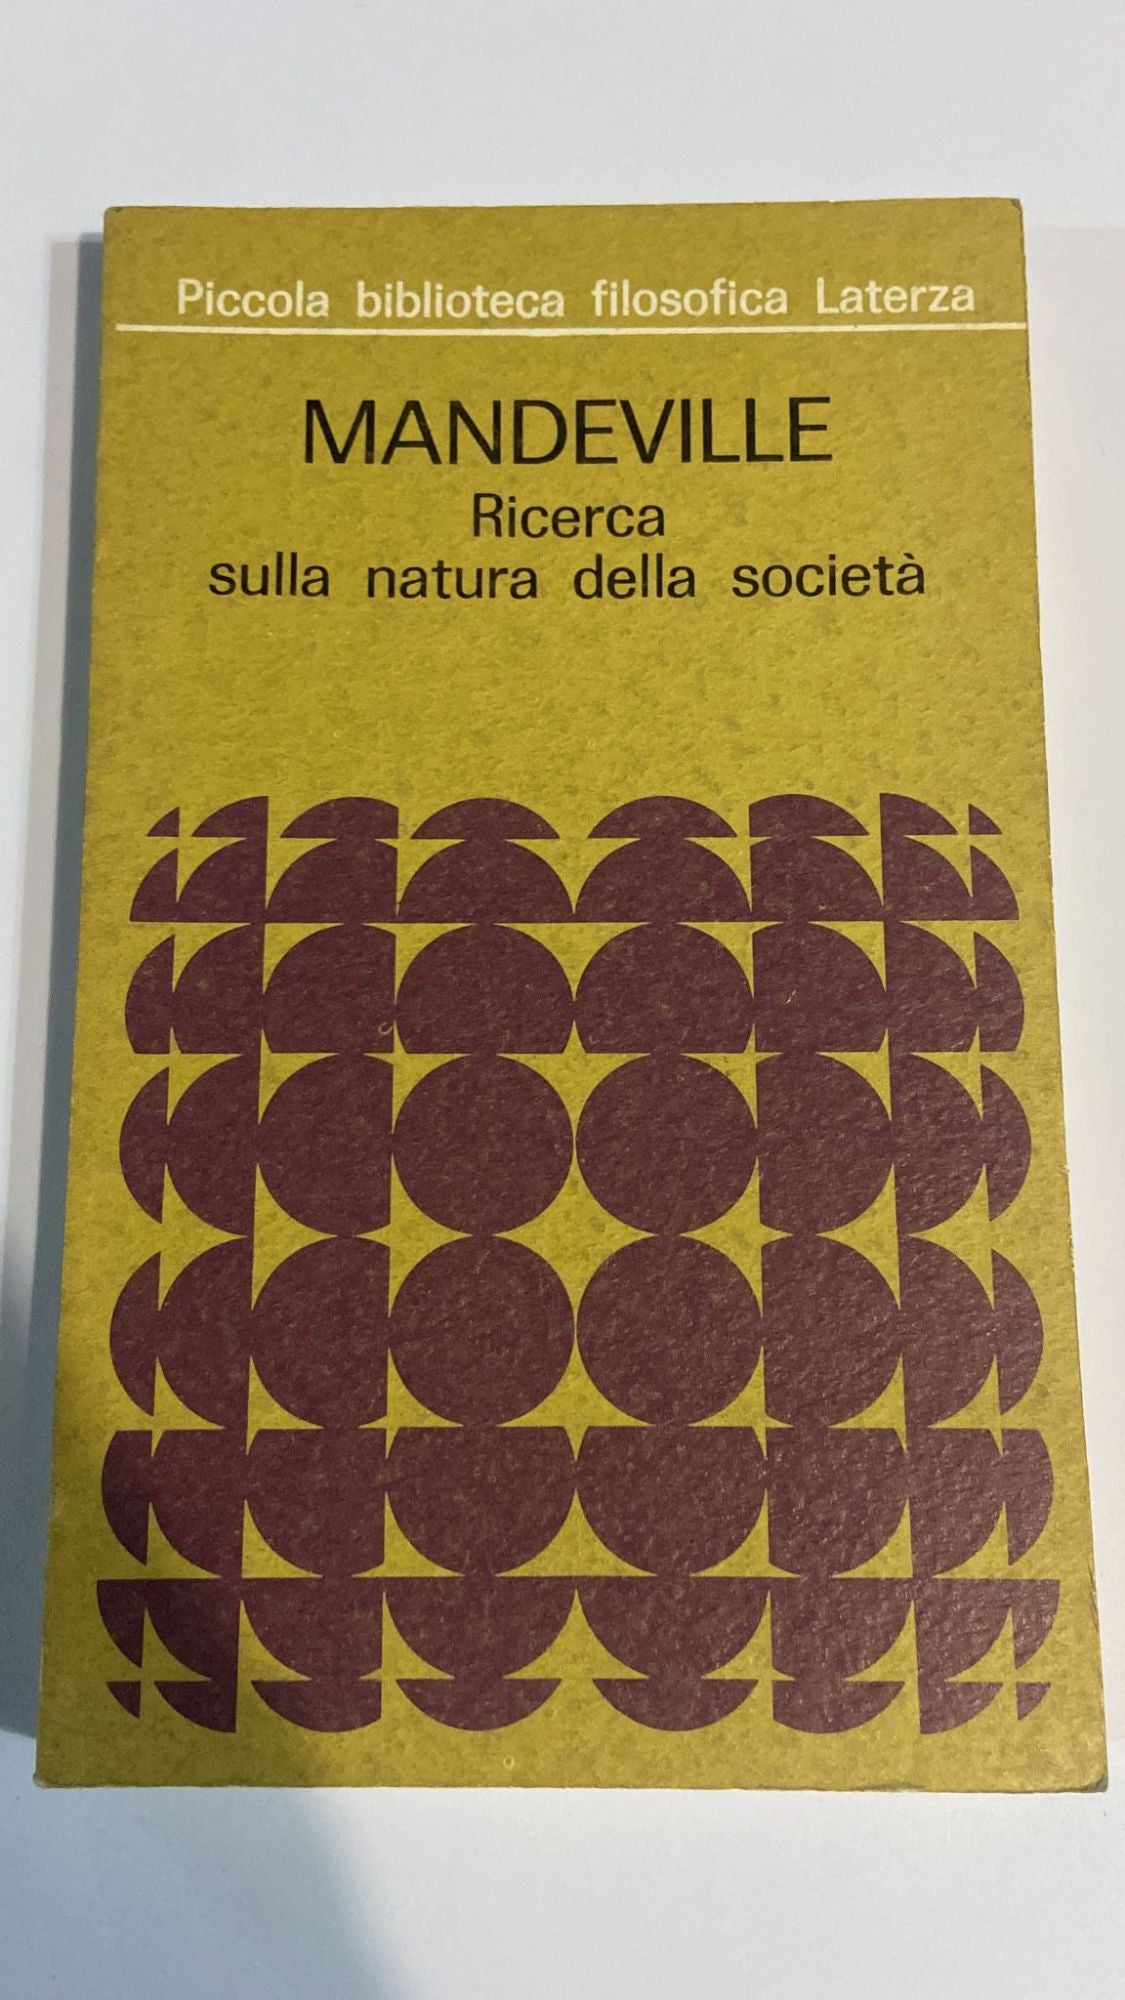 Piccola biblioteca filosofica Laterza
MANDEVILLE
Ricerca
sulla natura della società